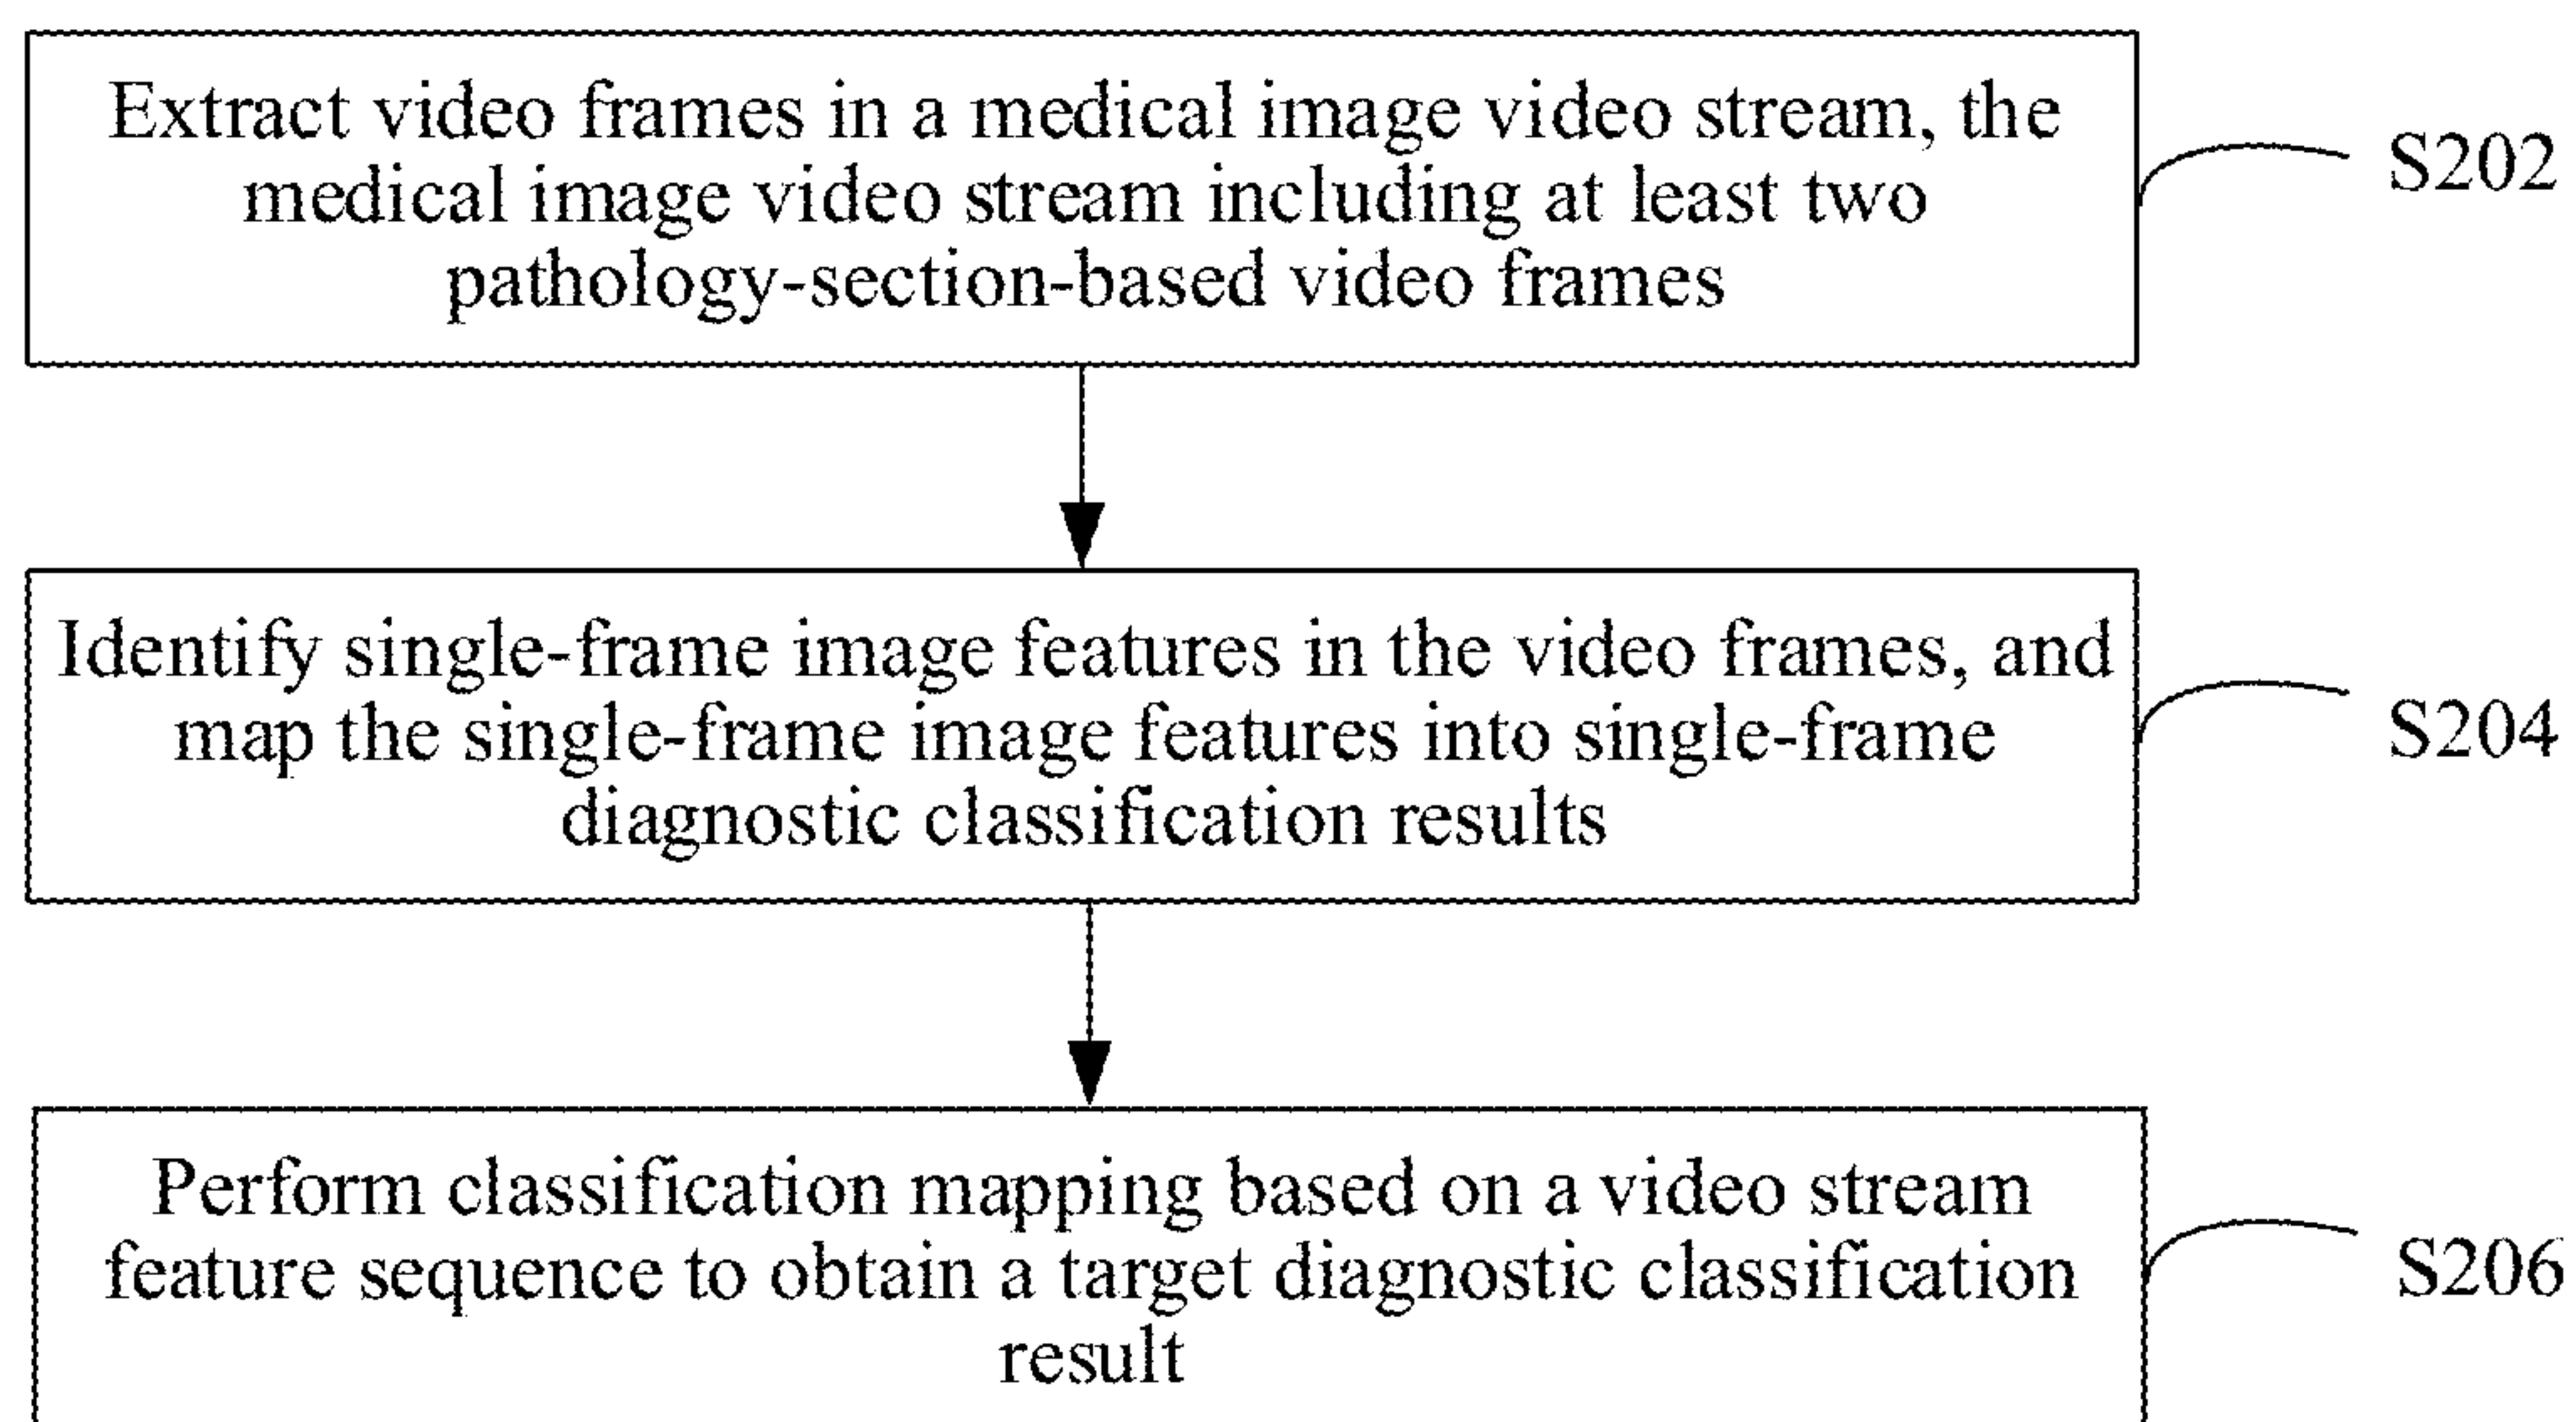 Extract video frames in a medical image video stream, the
medical image video stream including at least two
pathology-section-based video frames
S202
Identify single-frame image features in the video frames, and
map the single-frame image features into single-frame
diagnostic classification results
S204
Perform classification mapping based on a video stream
feature sequence to obtain a target diagnostic classification
result
S206